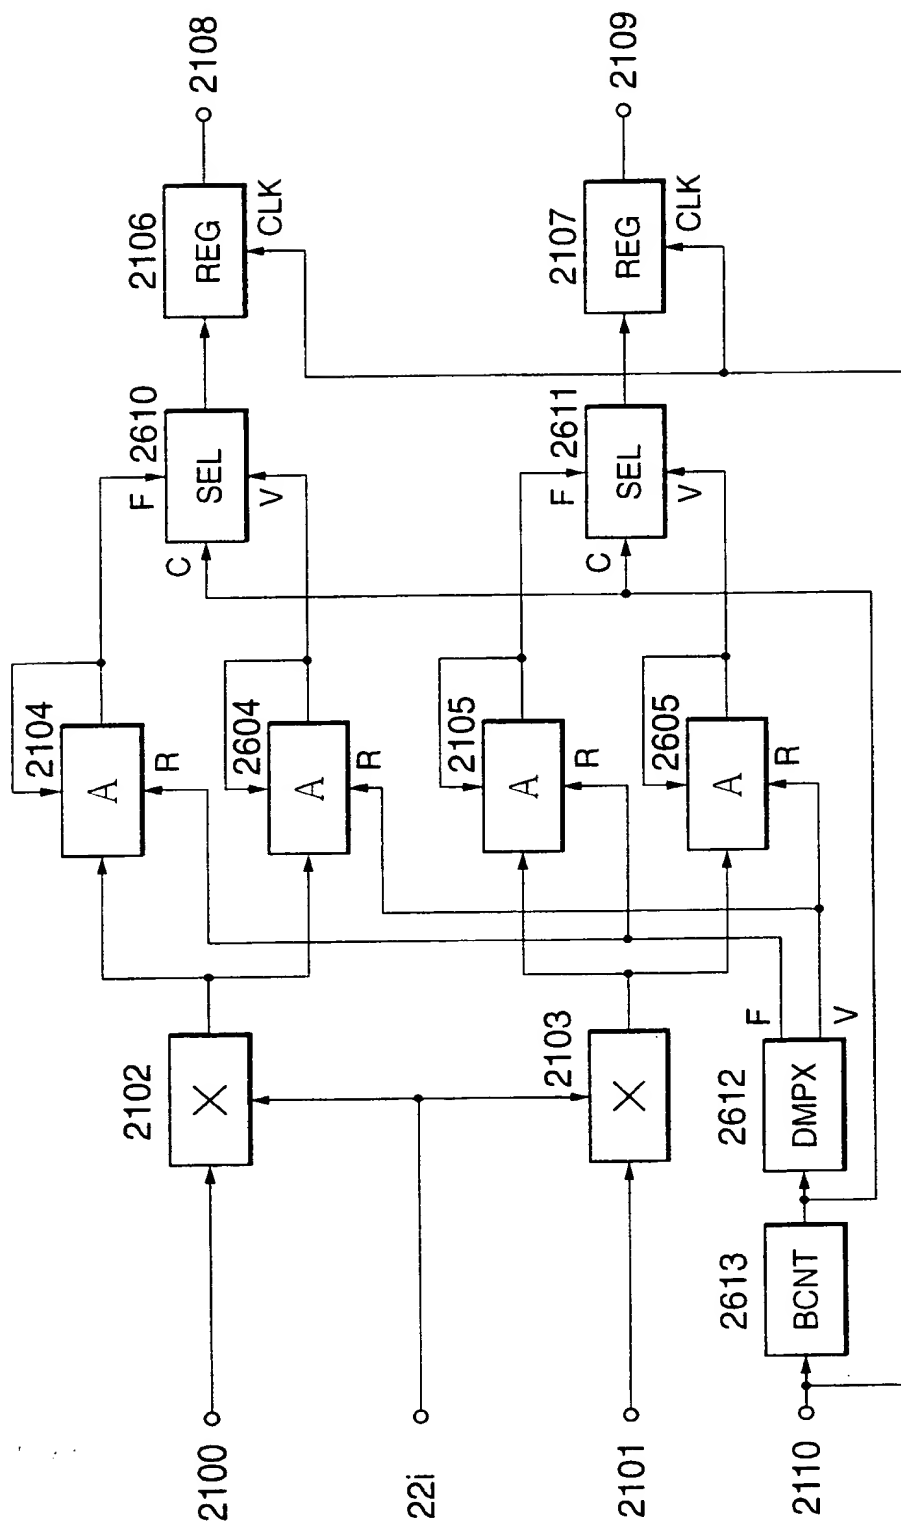 2108
2106
REG
CLK
2109
2107
REG
CLK
2610
F
SEL
V
C
2611
F
SEL
V
C
2104
A
R
2604
A
R
2105
A
R
2605
A
R
2102
X
2103
X
F
V
2612
DMPX
2613
BCNT
2100
22i
2101
2110